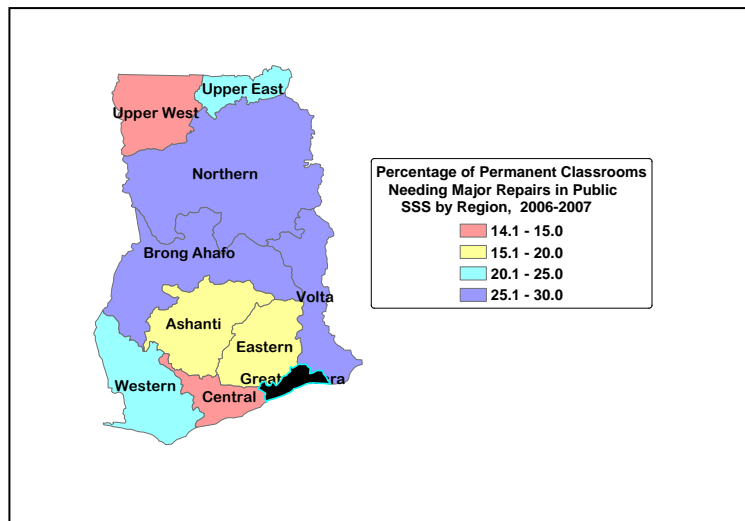 Upper East
Upper West
Northern
Percentage of Permanent Classrooms
Needing Major Repairs in Public
SSS by Region, 2006-2007
14.1 - 15.0
15.1 - 20.0
20.1 - 25.0
25.1 - 30.0
Brong Ahafo
Volta
Ashanti
Eastern
Western
Central